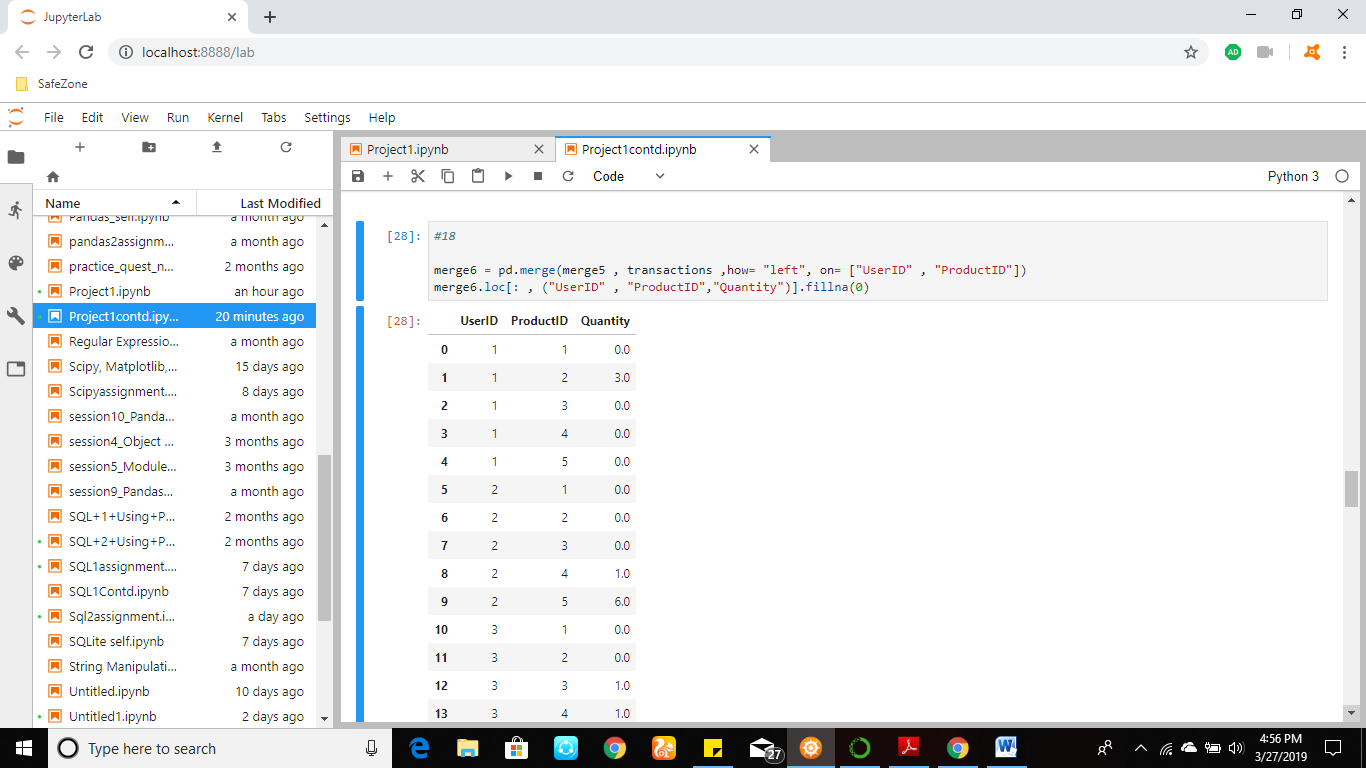 JupyterLab
localhost:8888/lab
AD
SafeZone
File Edit View Run Kernel Tabs Settings Help
Project1.ipynb
Project1contd.ipynb
Code
Python 3
Name Last Modified
Pandas_self.ipynb a month ago
pandas2assignm... a month ago
practice_quest_n... 2 months ago
Project1.ipynb an hour ago
Project1contd.ipy... 20 minutes ago
Regular Expressio... a month ago
Scipy, Matplotlib,... 15 days ago
Scipyassignment.... 8 days ago
session10_Panda... a month ago
session4_Object ... 3 months ago
session5_Module... 3 months ago
session9_Pandas... a month ago
SQL+1+Using+P... 2 months ago
SQL+2+Using+P... 2 months ago
SQL1assignment.... 7 days ago
SQL1Contd.ipynb 7 days ago
Sql2assignment.i... a day ago
SQLite self.ipynb 7 days ago
String Manipulati... a month ago
Untitled.ipynb 10 days ago
Untitled1.ipynb 2 days ago
[28]: #18
merge6 = pd.merge(merge5 , transactions ,how= "left", on= ["UserID" , "ProductID"])
merge6.loc[: , ("UserID" , "ProductID","Quantity")].fillna(0)
[28]: UserID ProductID Quantity
0 1 1 0.0
1 1 2 3.0
2 1 3 0.0
3 1 4 0.0
4 1 5 0.0
5 2 1 0.0
6 2 2 0.0
7 2 3 0.0
8 2 4 1.0
9 2 5 6.0
10 3 1 0.0
11 3 2 0.0
12 3 3 1.0
13 3 4 1.0
Type here to search
27
4:56 PM
3/27/2019